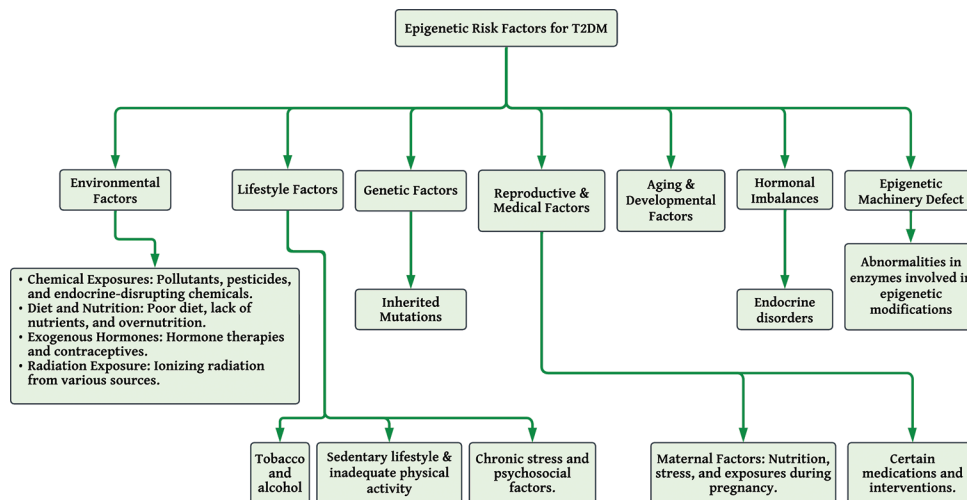 Epigenetic Risk Factors for T2DM
Environmental
Factors
Lifestyle Factors
Genetic Factors
Reproductive &
Medical Factors
Aging &
Developmental
Factors
Hormonal
Imbalances
Epigenetic
Machinery Defect
• Chemical Exposures: Pollutants, pesticides,
and endocrine-disrupting chemicals.
• Diet and Nutrition: Poor diet, lack of
nutrients, and overnutrition.
• Exogenous Hormones: Hormone therapies
and contraceptives.
• Radiation Exposure: Ionizing radiation
from various sources.
Inherited
Mutations
Endocrine
disorders
Abnormalities in
enzymes involved in
epigenetic
modifications
Tobacco
and
alcohol
Sedentary lifestyle &
inadequate physical
activity
Chronic stress and
psychosocial
factors.
Maternal Factors: Nutrition,
stress, and exposures during
pregnancy.
Certain
medications and
interventions.